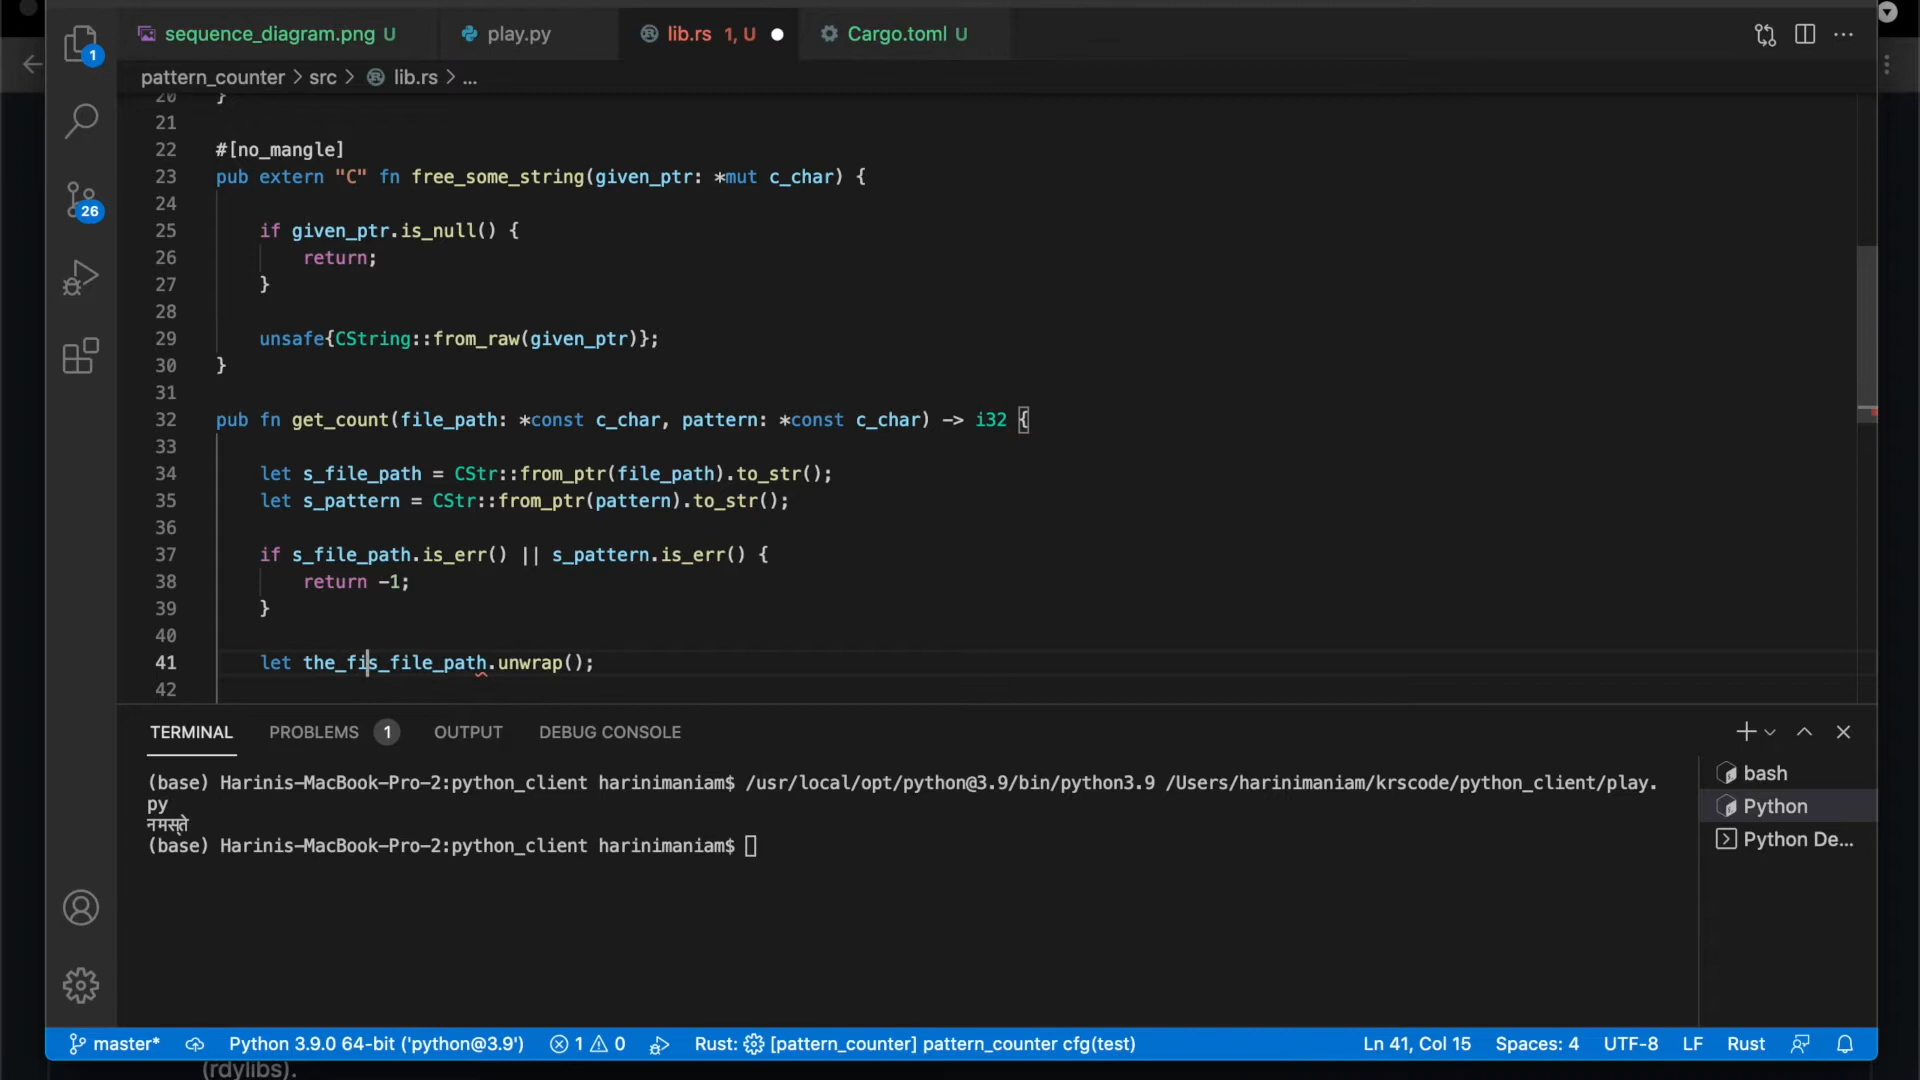 sequence_diagram.png U
play.py
lib.rs 1, U
Cargo.toml U
pattern_counter > src > lib.rs > ...
20 }
21
22 #[no_mangle]
23 pub extern "C" fn free_some_string(given_ptr: *mut c_char) {
24
25 if given_ptr.is_null() {
26 return;
27 }
28
29 unsafe{CString::from_raw(given_ptr)};
30 }
31
32 pub fn get_count(file_path: *const c_char, pattern: *const c_char) -> i32 {
33
34 let s_file_path = CStr::from_ptr(file_path).to_str();
35 let s_pattern = CStr::from_ptr(pattern).to_str();
36
37 if s_file_path.is_err() || s_pattern.is_err() {
38 return -1;
39 }
40
41 let the_fis_file_path.unwrap();
42
1
26
TERMINAL PROBLEMS 1 OUTPUT DEBUG CONSOLE
(base) Harinis-MacBook-Pro-2:python_client harinimaniam$ /usr/local/opt/python@3.9/bin/python3.9 /Users/harinimaniam/krscode/python_client/play.
py
नमस्ते
(base) Harinis-MacBook-Pro-2:python_client harinimaniam$
bash
Python
Python De...
master* Python 3.9.0 64-bit ('python@3.9') 1 0 Rust: [pattern_counter] pattern_counter cfg(test) Ln 41, Col 15 Spaces: 4 UTF-8 LF Rust
(rdylibs).